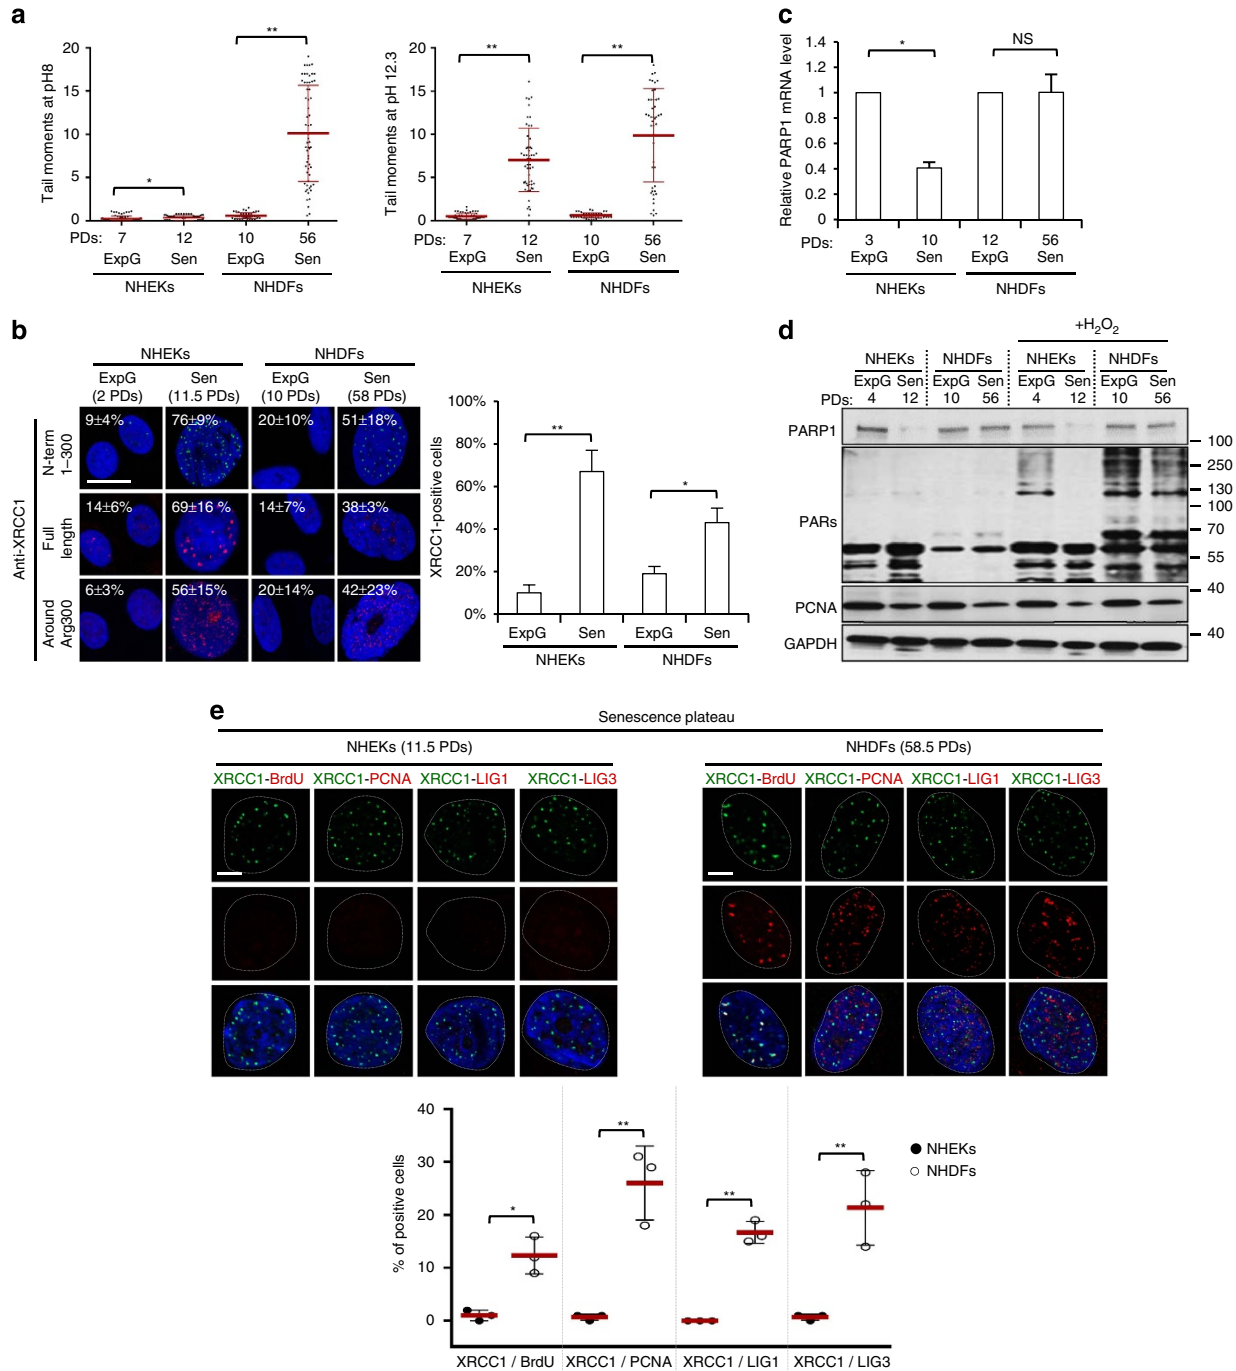 a
Tail moments at pH8
20
15
10
5
0
*
**
PDs: 7 12 10 56
ExpG Sen ExpG Sen
NHEKs NHDFs
Tail moments at pH 12.3
20
15
10
5
0
**
**
PDs: 7 12 10 56
ExpG Sen ExpG Sen
NHEKs NHDFs
c
Relative PARP1 mRNA level
1.4
1.2
1
0.8
0.6
0.4
0.2
0
*
NS
PDs: 3 10 12 56
ExpG Sen ExpG Sen
NHEKs NHDFs
b
NHEKs NHDFs
ExpG Sen ExpG Sen
(2 PDs) (11.5 PDs) (10 PDs) (58 PDs)
Anti-XRCC1
N-term
1–300
9±4% 76±9% 20±10% 51±18%
Full
length
14±6% 69±16 % 14±7% 38±3%
Around
Arg300
6±3% 56±15% 20±14% 42±23%
XRCC1-positive cells
100%
80%
60%
40%
20%
0%
**
*
ExpG Sen ExpG Sen
NHEKs NHDFs
d
+H2O2
NHEKs NHDFs NHEKs NHDFs
ExpG Sen ExpG Sen ExpG Sen ExpG Sen
PDs: 4 12 10 56 4 12 10 56
PARP1
100
PARs
250
130
100
70
55
PCNA
40
GAPDH
40
e
Senescence plateau
NHEKs (11.5 PDs) NHDFs (58.5 PDs)
XRCC1-BrdU XRCC1-PCNA XRCC1-LIG1 XRCC1-LIG3 XRCC1-BrdU XRCC1-PCNA XRCC1-LIG1 XRCC1-LIG3
% of positive cells
40
30
20
10
0
*
**
**
**
NHEKs
NHDFs
XRCC1 / BrdU XRCC1 / PCNA XRCC1 / LIG1 XRCC1 / LIG3